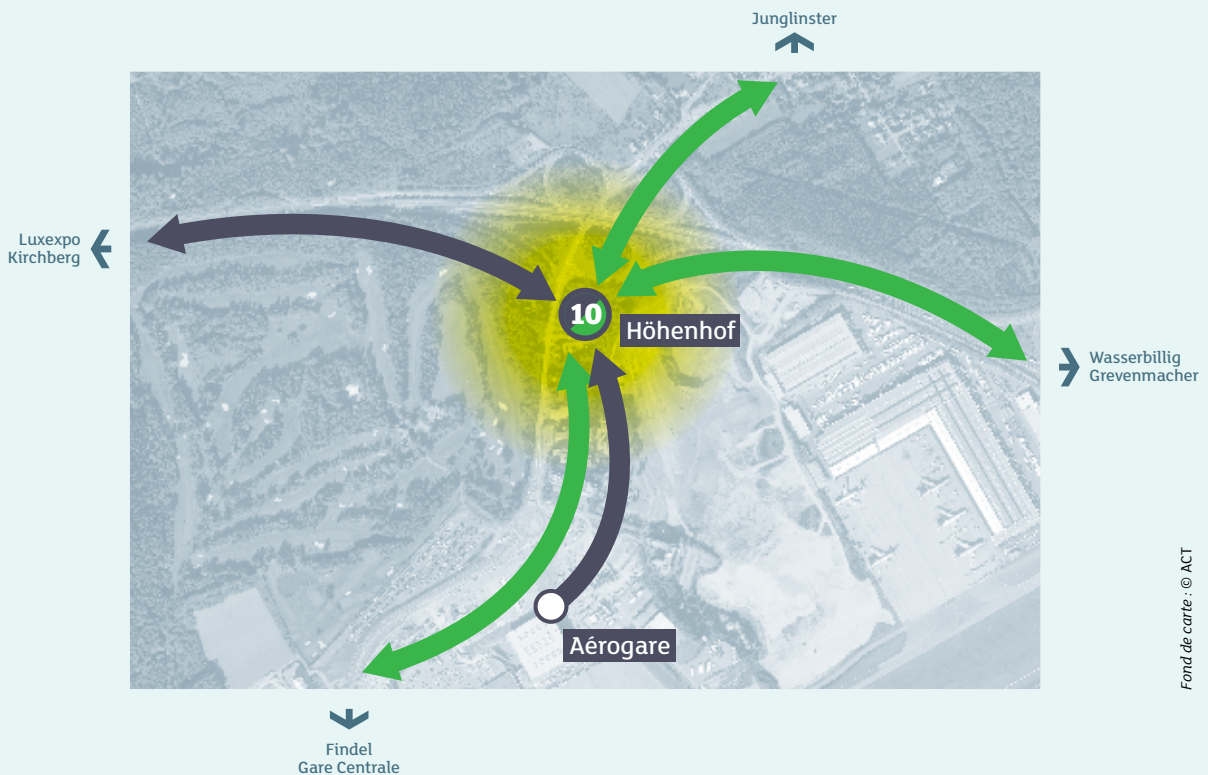 Junglinster
Luxexpo
Kirchberg
10
Höhenhof
Wasserbillig
Grevenmacher
Aérogare
Findel
Gare Centrale
Fond de carte : © ACT